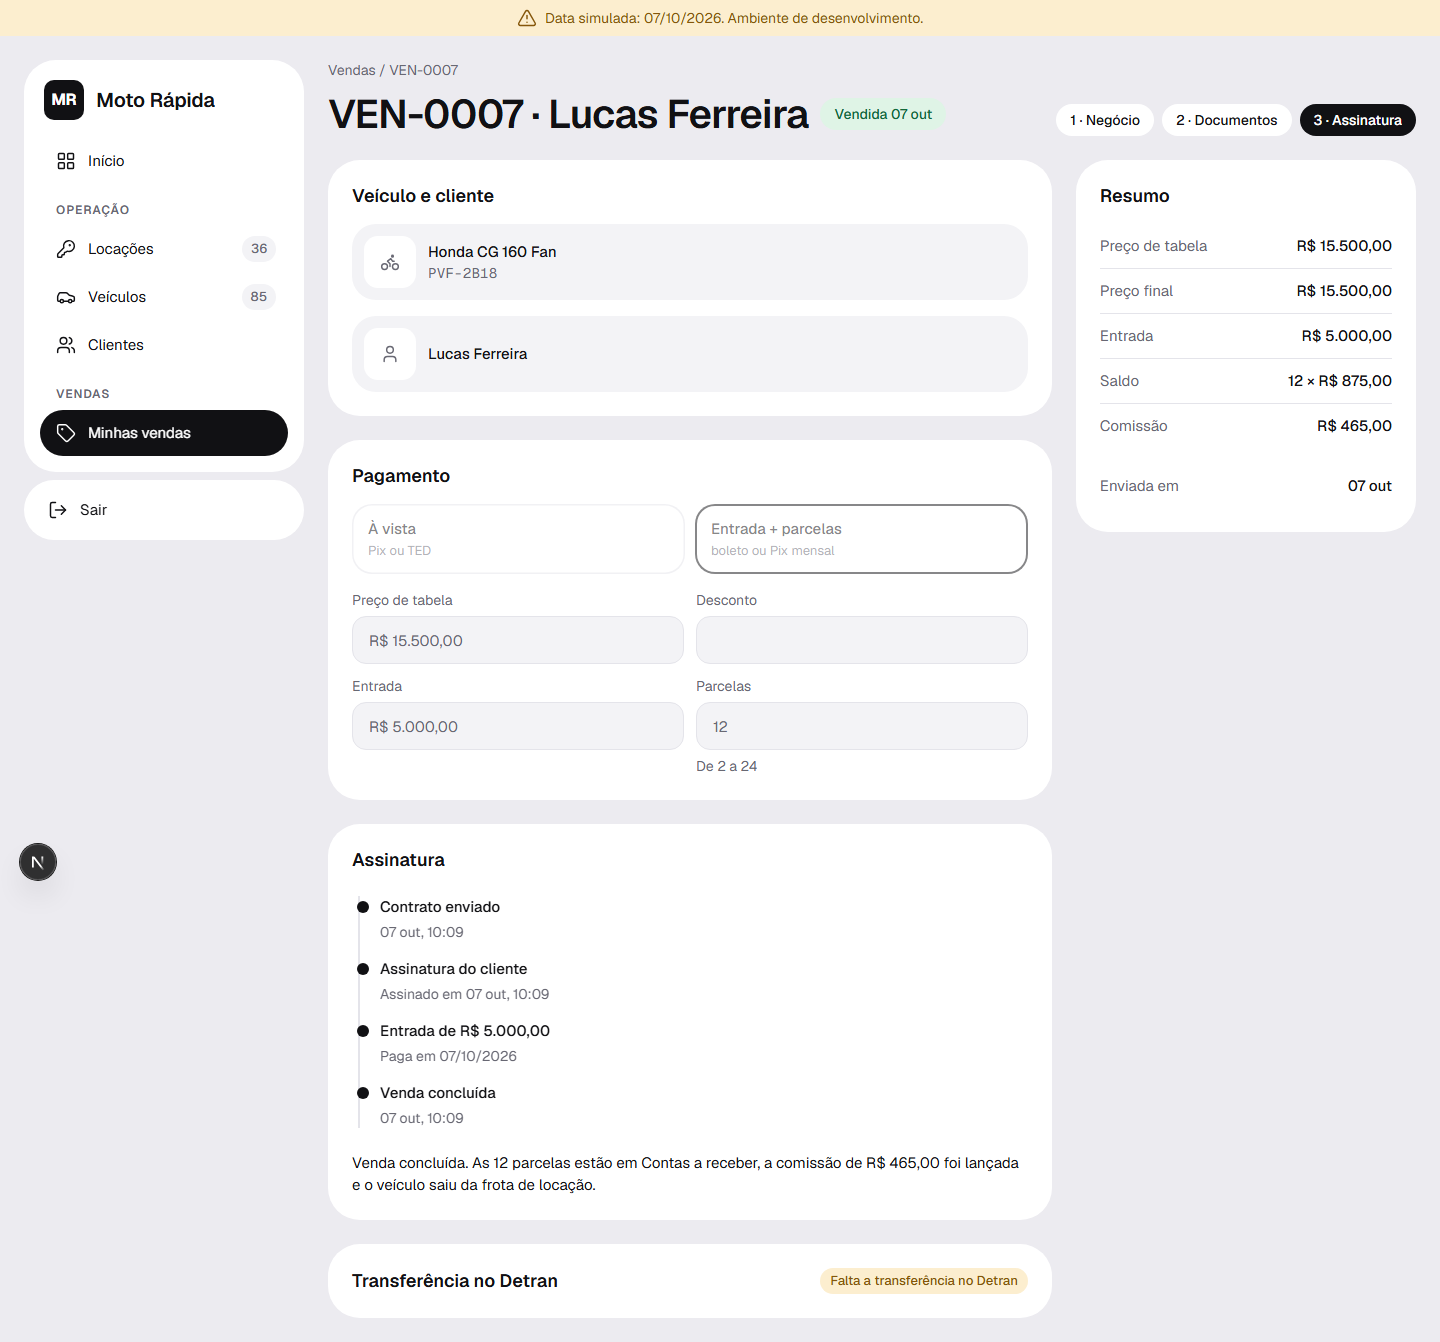 Data simulada: 07/10/2026. Ambiente de desenvolvimento.
MR
Moto Rápida
Início
OPERAÇÃO
Locações
36
Veículos
85
Clientes
VENDAS
Minhas vendas
Sair
Vendas / VEN-0007
VEN-0007 · Lucas Ferreira
Vendida 07 out
1 · Negócio
2 · Documentos
3 · Assinatura
Veículo e cliente
Honda CG 160 Fan
PVF-2B18
Lucas Ferreira
Pagamento
À vista
Pix ou TED
Entrada + parcelas
boleto ou Pix mensal
Preço de tabela
R$ 15.500,00
Desconto
Entrada
R$ 5.000,00
Parcelas
12
De 2 a 24
Assinatura
Contrato enviado
07 out, 10:09
Assinatura do cliente
Assinado em 07 out, 10:09
Entrada de R$ 5.000,00
Paga em 07/10/2026
Venda concluída
07 out, 10:09
Venda concluída. As 12 parcelas estão em Contas a receber, a comissão de R$ 465,00 foi lançada
e o veículo saiu da frota de locação.
Transferência no Detran
Falta a transferência no Detran
Resumo
Preço de tabela
R$ 15.500,00
Preço final
R$ 15.500,00
Entrada
R$ 5.000,00
Saldo
12 × R$ 875,00
Comissão
R$ 465,00
Enviada em
07 out
N